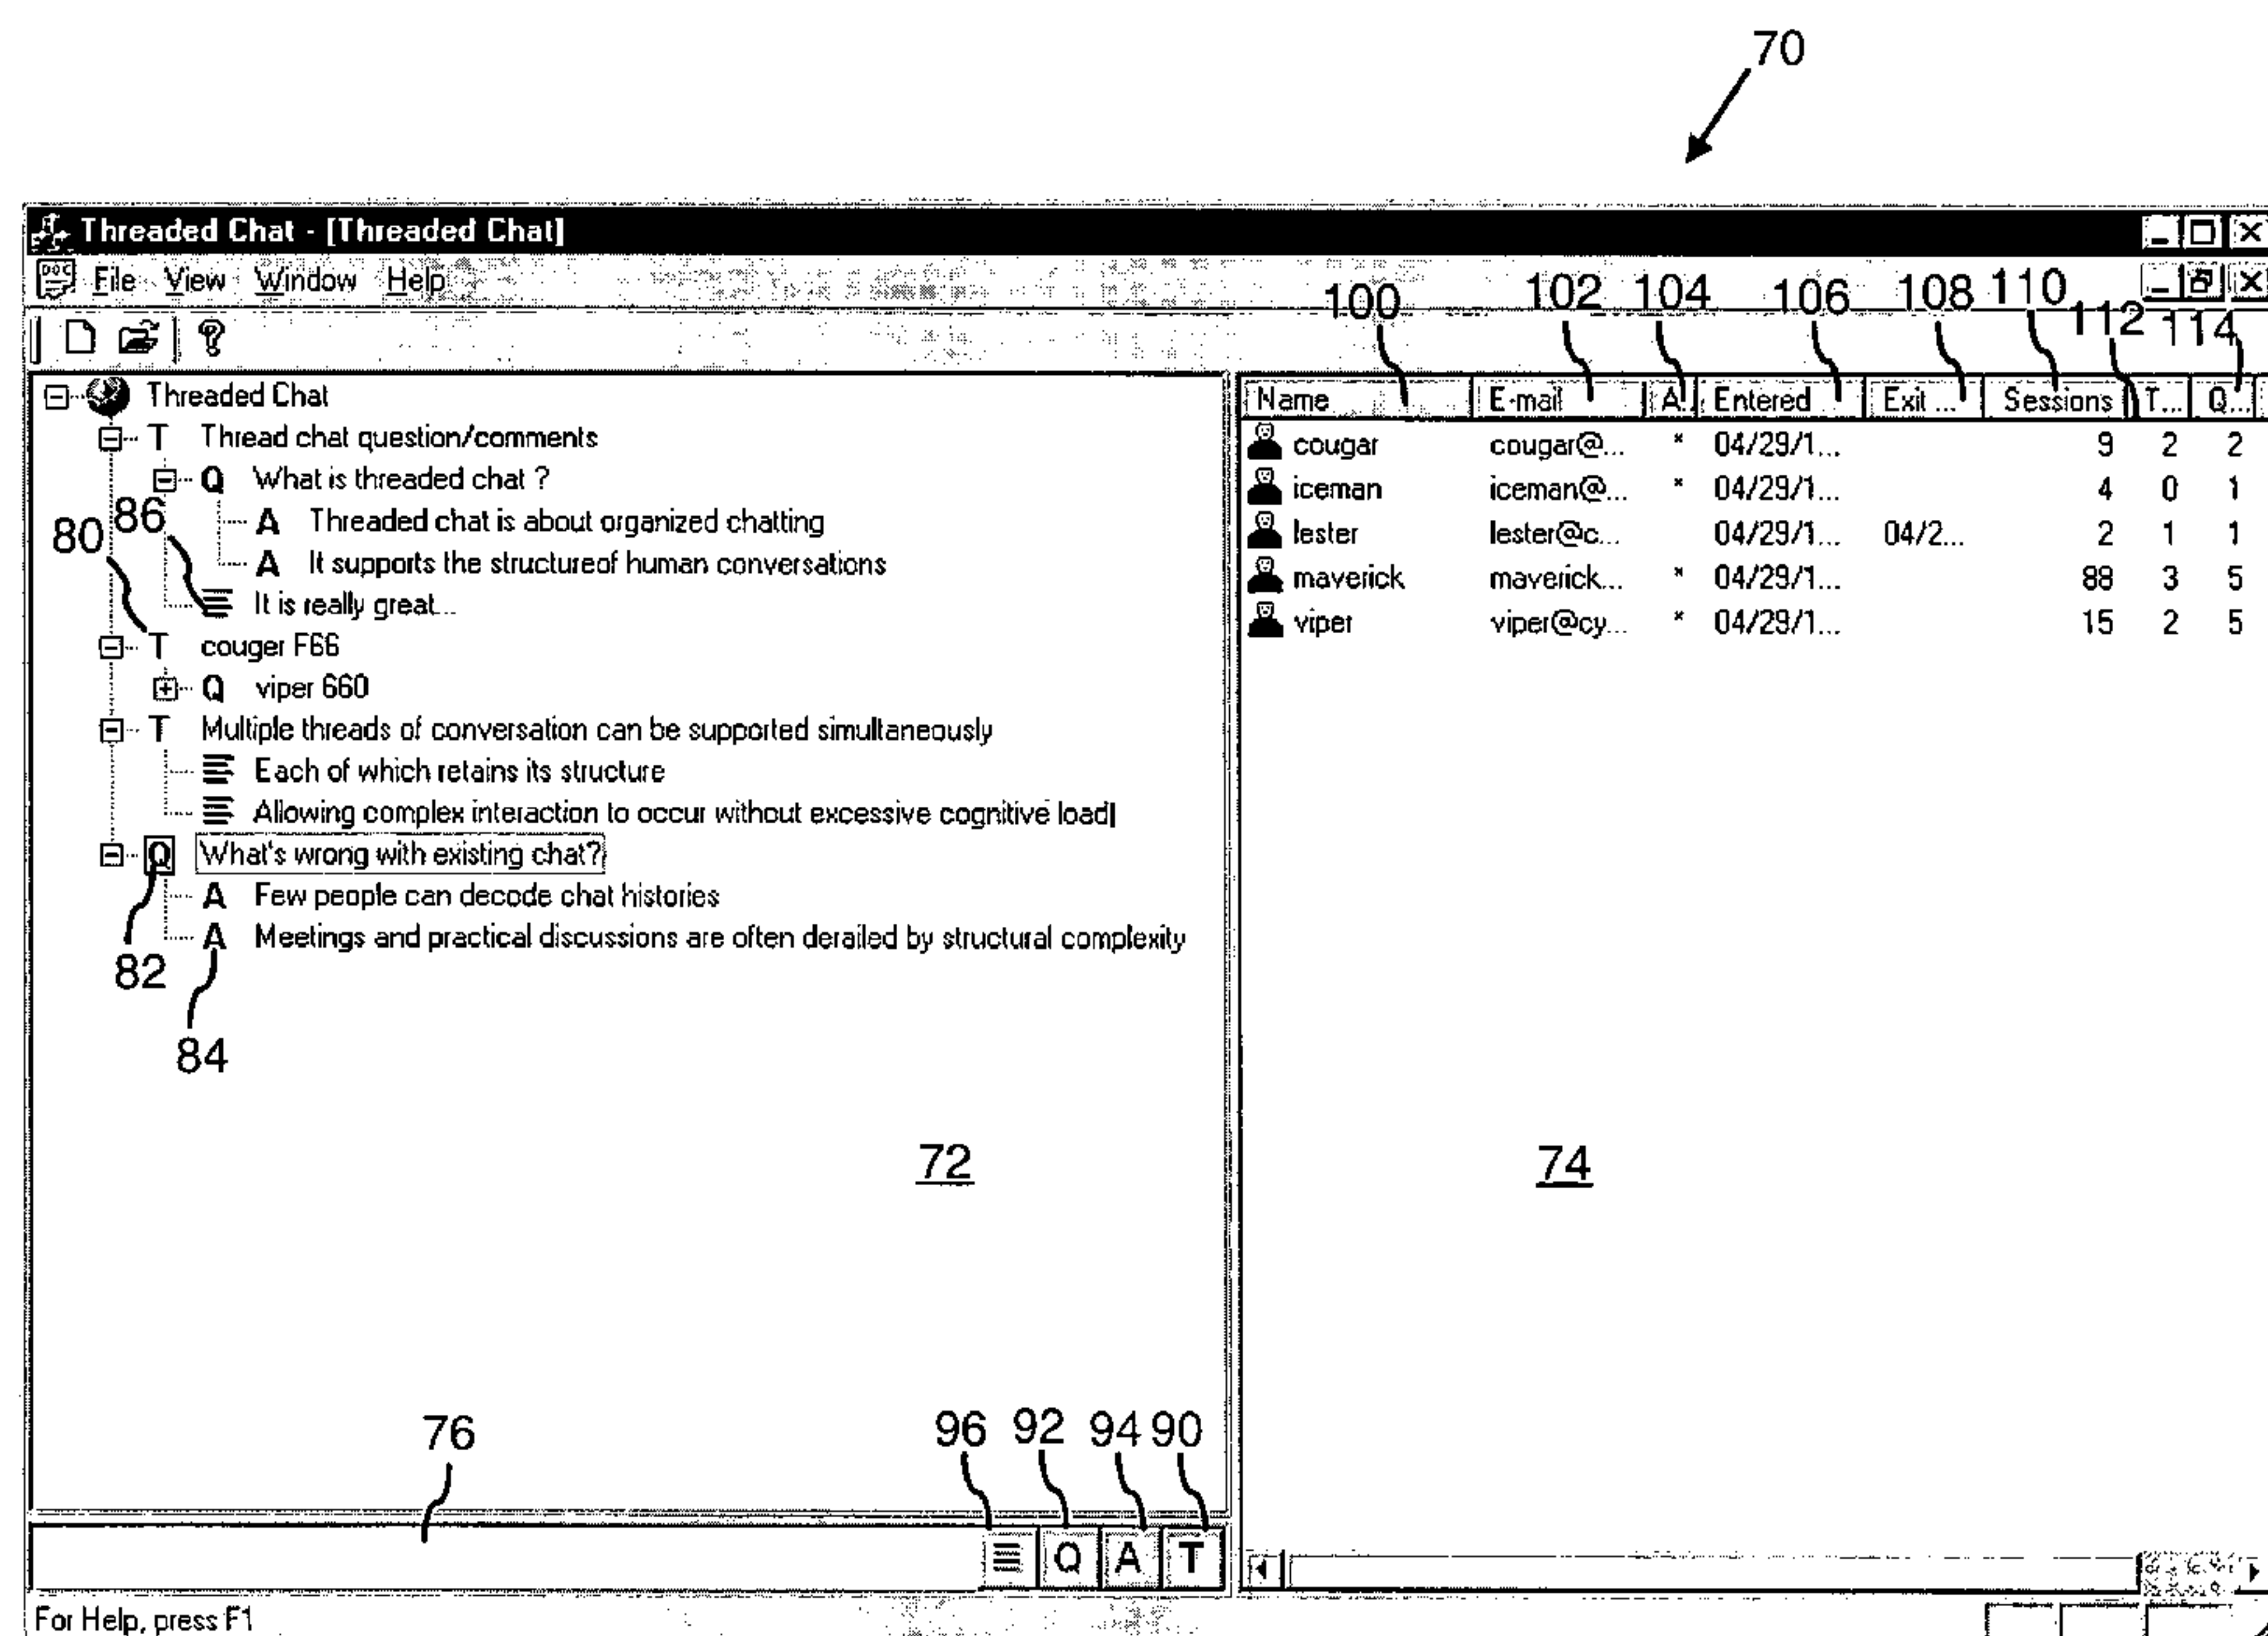 70
Threaded Chat - [Threaded Chat]
File View Window Help
100 102 104 106 108 110 112 114
Threaded Chat
T Thread chat question/comments
Q What is threaded chat ?
A Threaded chat is about organized chatting
A It supports the structureof human conversations
It is really great...
80 86
T couger F66
Q viper 660
T Multiple threads of conversation can be supported simultaneously
Each of which retains its structure
Allowing complex interaction to occur without excessive cognitive load
Q What's wrong with existing chat?
A Few people can decode chat histories
A Meetings and practical discussions are often derailed by structural complexity
82
84
72
76
96 92 94 90
Q A T
Name E-mail A. Entered Exit ... Sessions T... Q...
cougar cougar@... * 04/29/1... 9 2 2
iceman iceman@... * 04/29/1... 4 0 1
lester lester@c... 04/29/1... 04/2... 2 1 1
maverick maverick... * 04/29/1... 88 3 5
viper viper@cy... * 04/29/1... 15 2 5
74
For Help, press F1